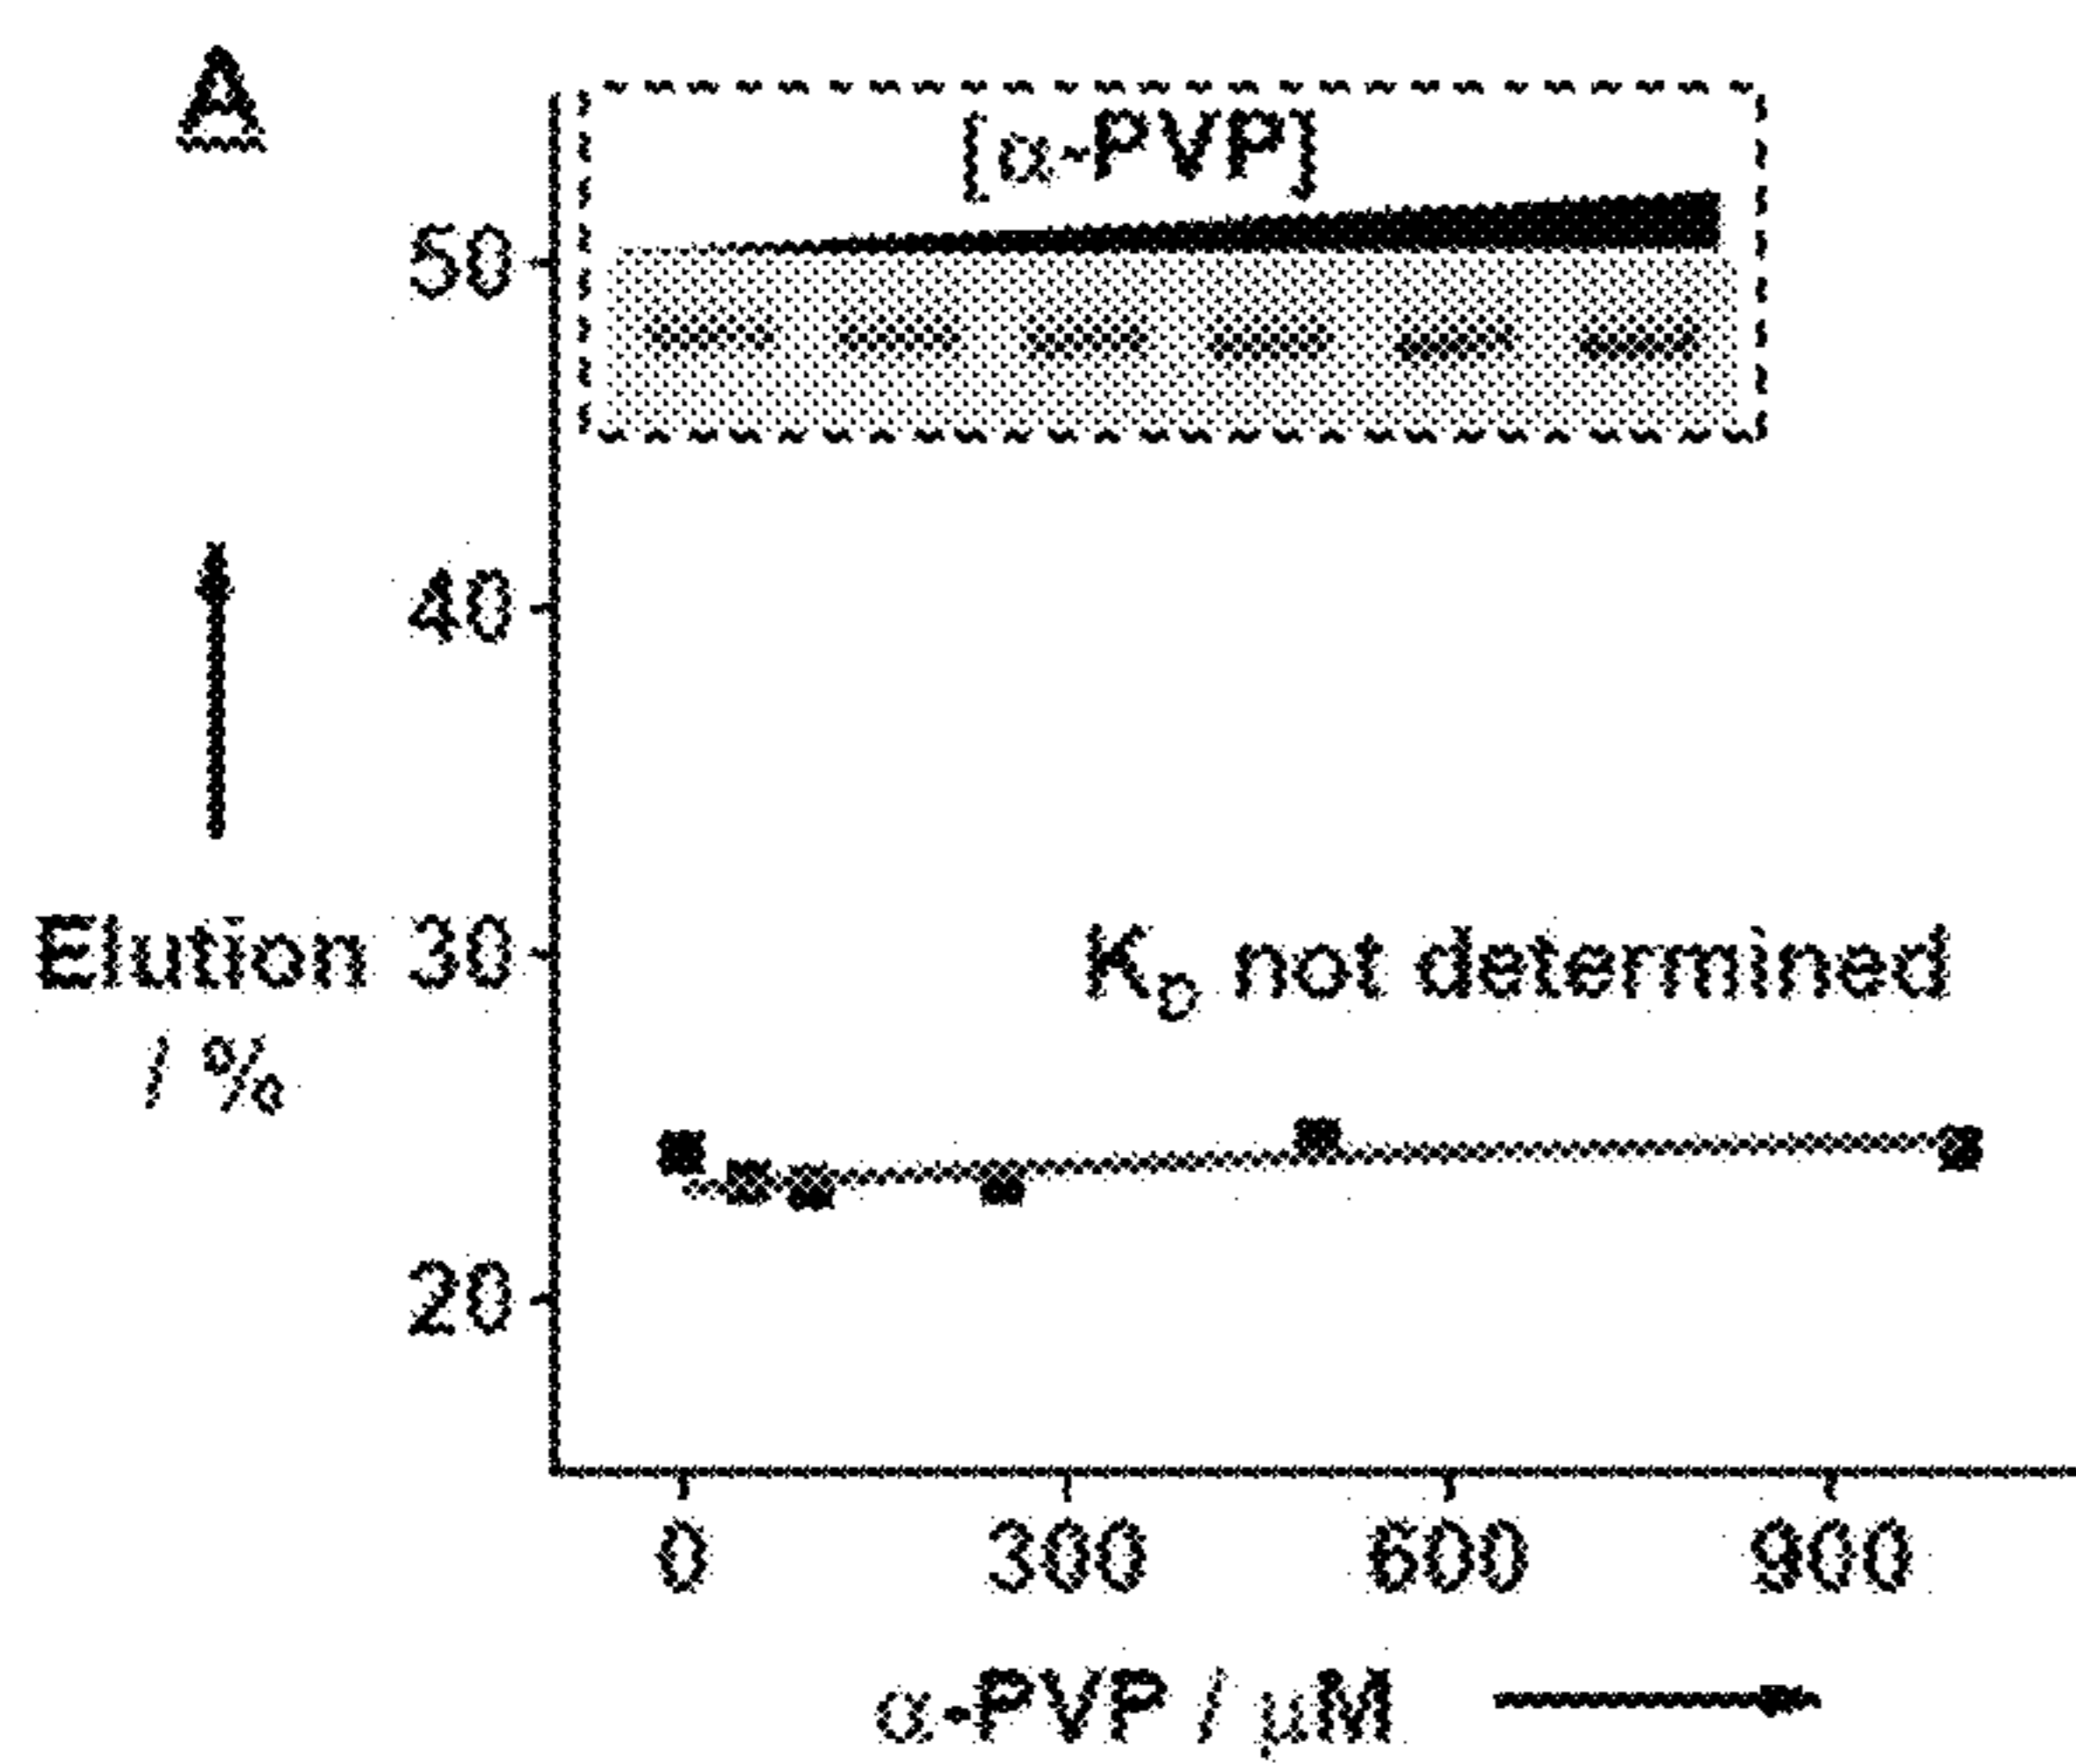 A
[α-PVP]
50
40
Elution 30
/ %
K_D not determined
20
0 300 600 900
α-PVP / μM